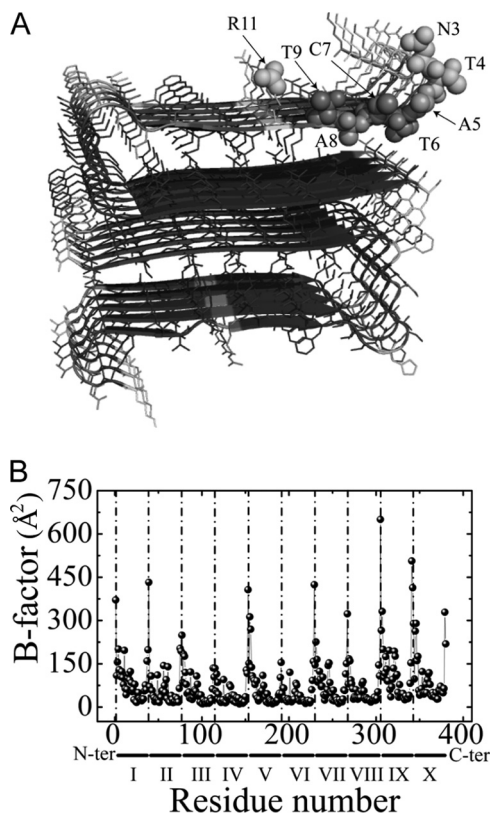 A
R11
N3
T9
C7
T4
A8
T6
A5
B
B-factor (Å²)
750
600
450
300
150
0
0 100 200 300 400
N-ter C-ter
I II III IV V VI VII VIII IX X
Residue number